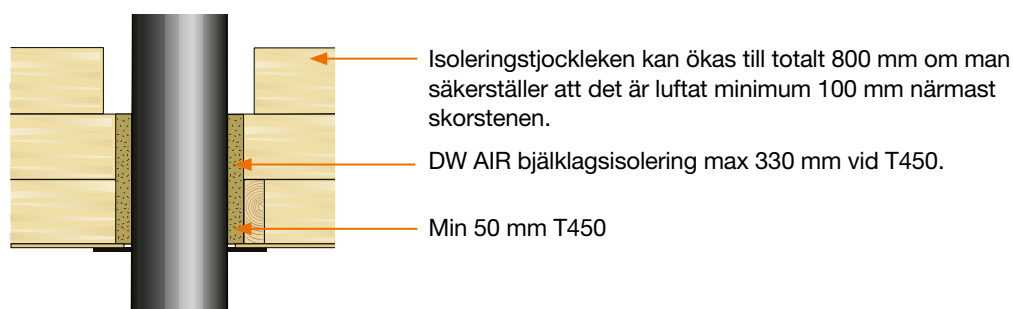 Isoleringstjockleken kan ökas till totalt 800 mm om man
säkerställer att det är luftat minimum 100 mm närmast
skorstenen.
DW AIR bjälklagsisolering max 330 mm vid T450.
Min 50 mm T450